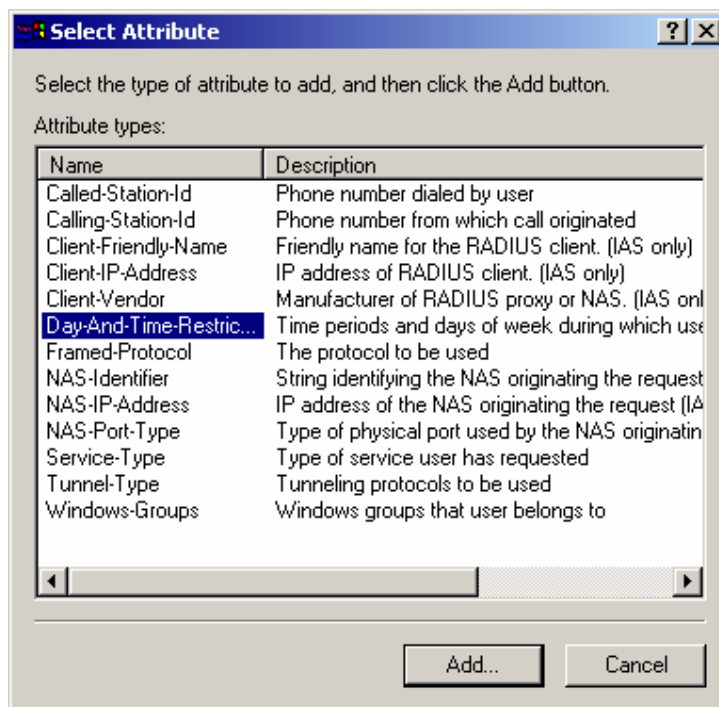 Select Attribute
Select the type of attribute to add, and then click the Add button.
Attribute types:
Name Description
Called-Station-Id Phone number dialed by user
Calling-Station-Id Phone number from which call originated
Client-Friendly-Name Friendly name for the RADIUS client. (IAS only)
Client-IP-Address IP address of RADIUS client. (IAS only)
Client-Vendor Manufacturer of RADIUS proxy or NAS. (IAS onl
Day-And-Time-Restric... Time periods and days of week during which use
Framed-Protocol The protocol to be used
NAS-Identifier String identifying the NAS originating the request
NAS-IP-Address IP address of the NAS originating the request (IA
NAS-Port-Type Type of physical port used by the NAS originatin
Service-Type Type of service user has requested
Tunnel-Type Tunneling protocols to be used
Windows-Groups Windows groups that user belongs to
Add... Cancel